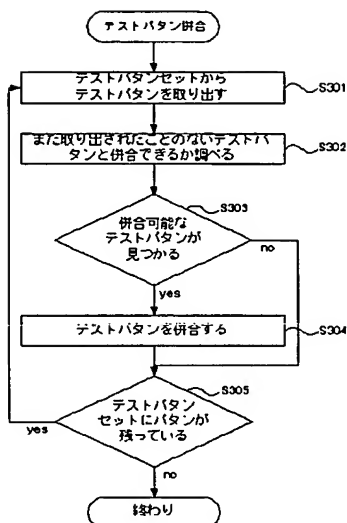 テストパタン併合
テストパタンセットから
テストパタンを取り出す
S301
また取り出されたことのないテストパ
タンと併合できるか調べる
S302
併合可能な
テストパタンが
見つかる
S303
no
yes
テストパタンを併合する
S304
テストパタン
セットにパタンが
残っている
S305
yes
no
終わり